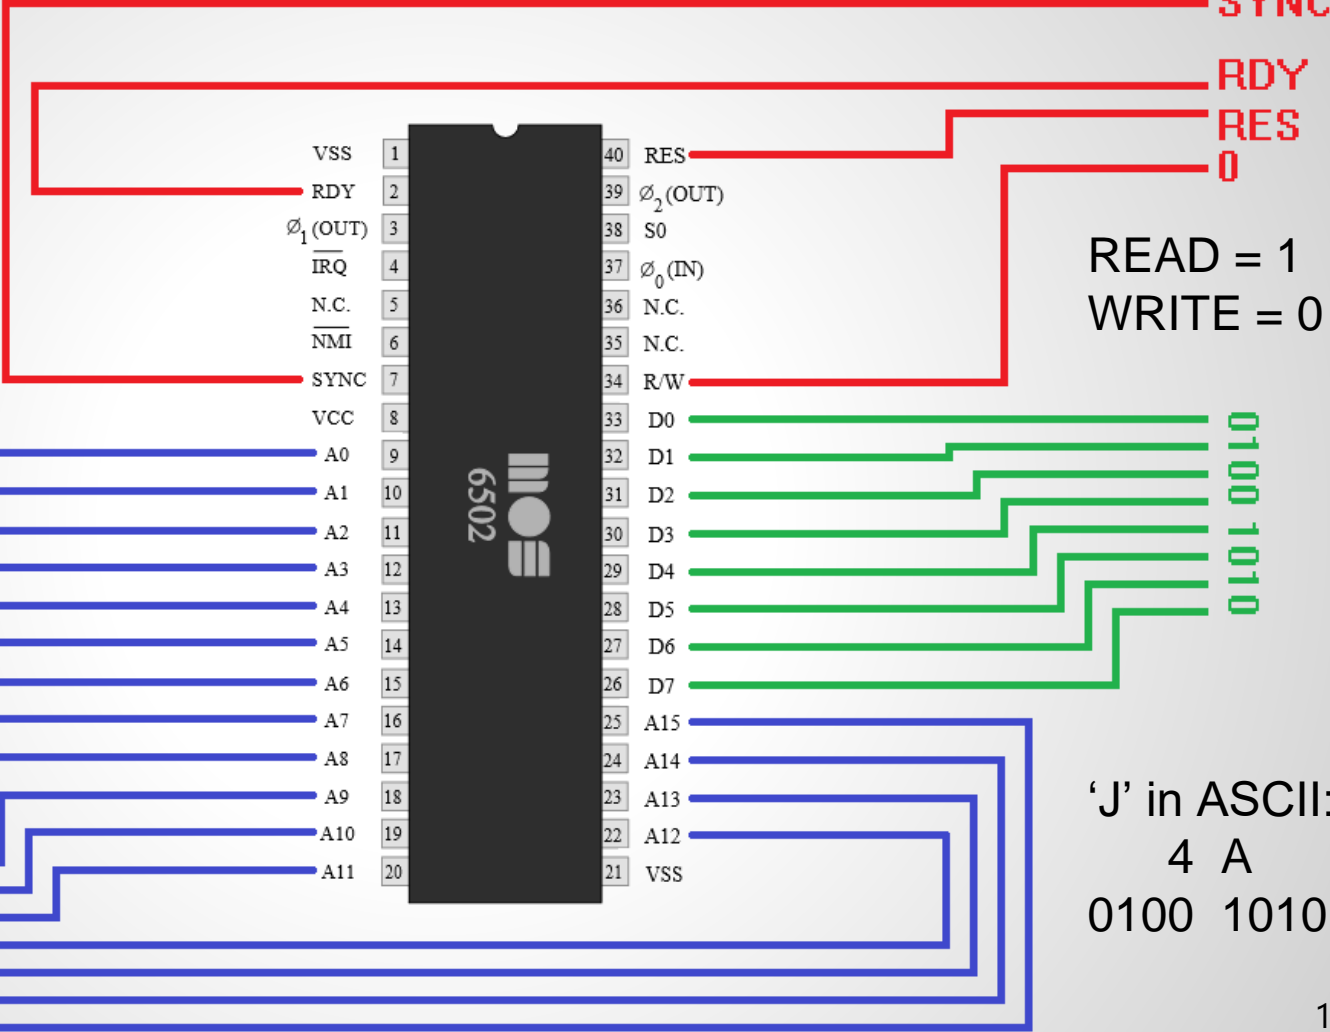 SYNC
RDY
RES
0
VSS 1 40 RES
RDY 2 39 Ø2(OUT)
Ø1(OUT) 3 38 S0
IRQ 4 37 Ø0(IN)
N.C. 5 36 N.C.
NMI 6 35 N.C.
SYNC 7 34 R/W
VCC 8 33 D0
A0 9 32 D1
A1 10 31 D2
A2 11 30 D3
A3 12 29 D4
A4 13 28 D5
A5 14 27 D6
A6 15 26 D7
A7 16 25 A15
A8 17 24 A14
A9 18 23 A13
A10 19 22 A12
A11 20 21 VSS
mos
6502
READ = 1
WRITE = 0
0100 1010
‘J’ in ASCII:
4 A
0100 1010
1